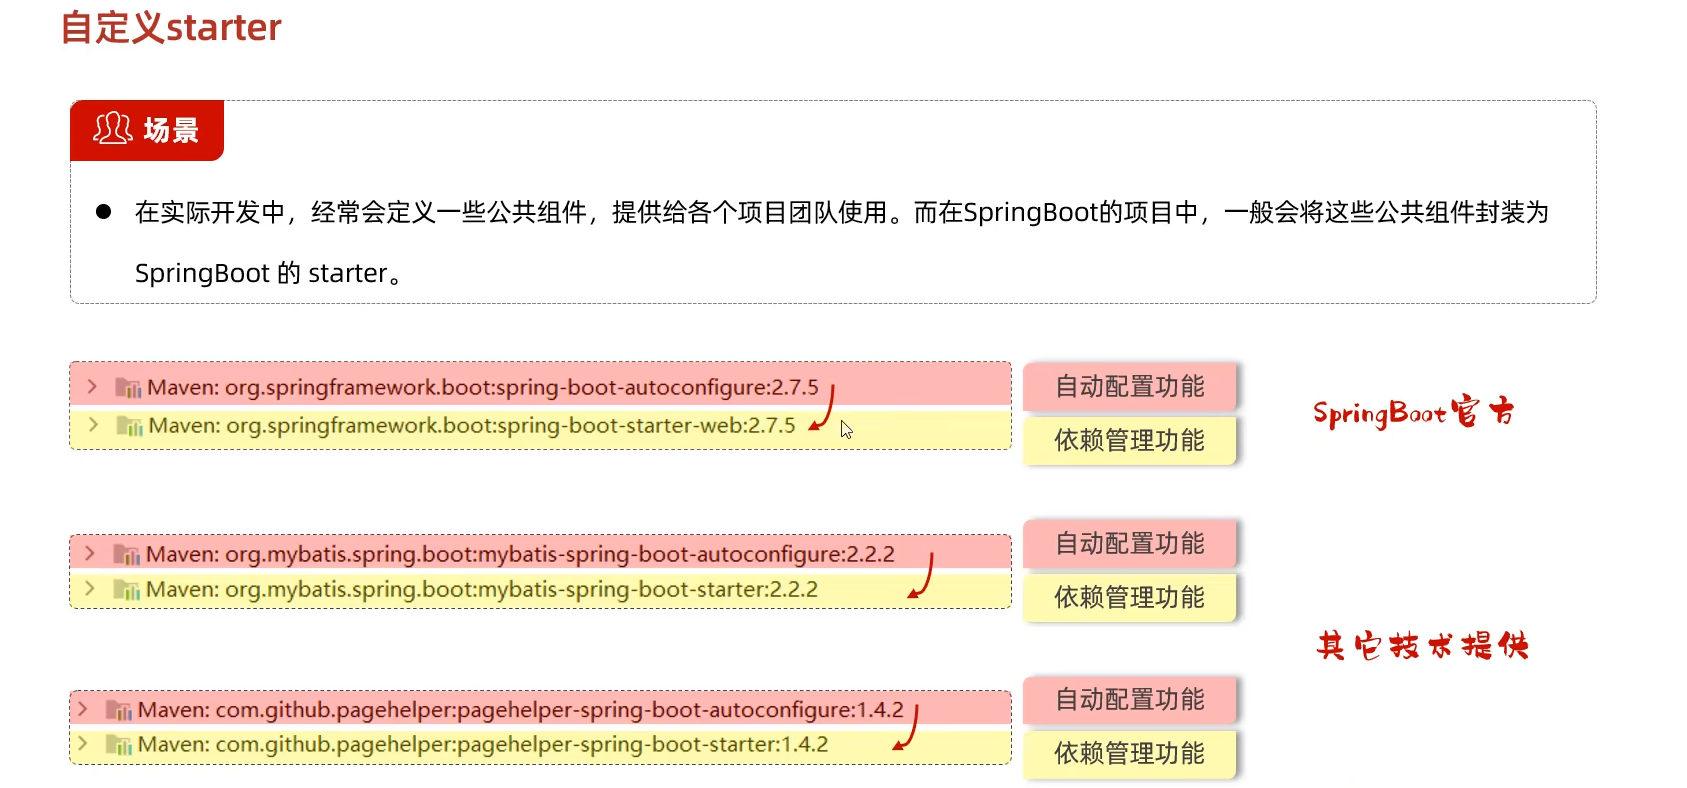 自定义starter
场景
● 在实际开发中，经常会定义一些公共组件，提供给各个项目团队使用。而在SpringBoot的项目中，一般会将这些公共组件封装为
SpringBoot 的 starter。
Maven: org.springframework.boot:spring-boot-autoconfigure:2.7.5
自动配置功能
Maven: org.springframework.boot:spring-boot-starter-web:2.7.5
依赖管理功能
SpringBoot官方
Maven: org.mybatis.spring.boot:mybatis-spring-boot-autoconfigure:2.2.2
自动配置功能
Maven: org.mybatis.spring.boot:mybatis-spring-boot-starter:2.2.2
依赖管理功能
其它技术提供
Maven: com.github.pagehelper:pagehelper-spring-boot-autoconfigure:1.4.2
自动配置功能
Maven: com.github.pagehelper:pagehelper-spring-boot-starter:1.4.2
依赖管理功能